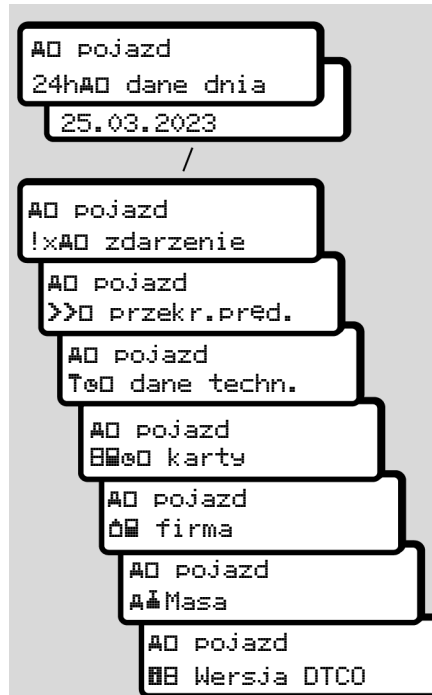 pojazd
24h dane dnia
25.03.2023
/
pojazd
!x zdarzenie
pojazd
>> przekr.pręd.
pojazd
dane techn.
pojazd
karty
pojazd
firma
pojazd
Masa
pojazd
Wersja DTCO